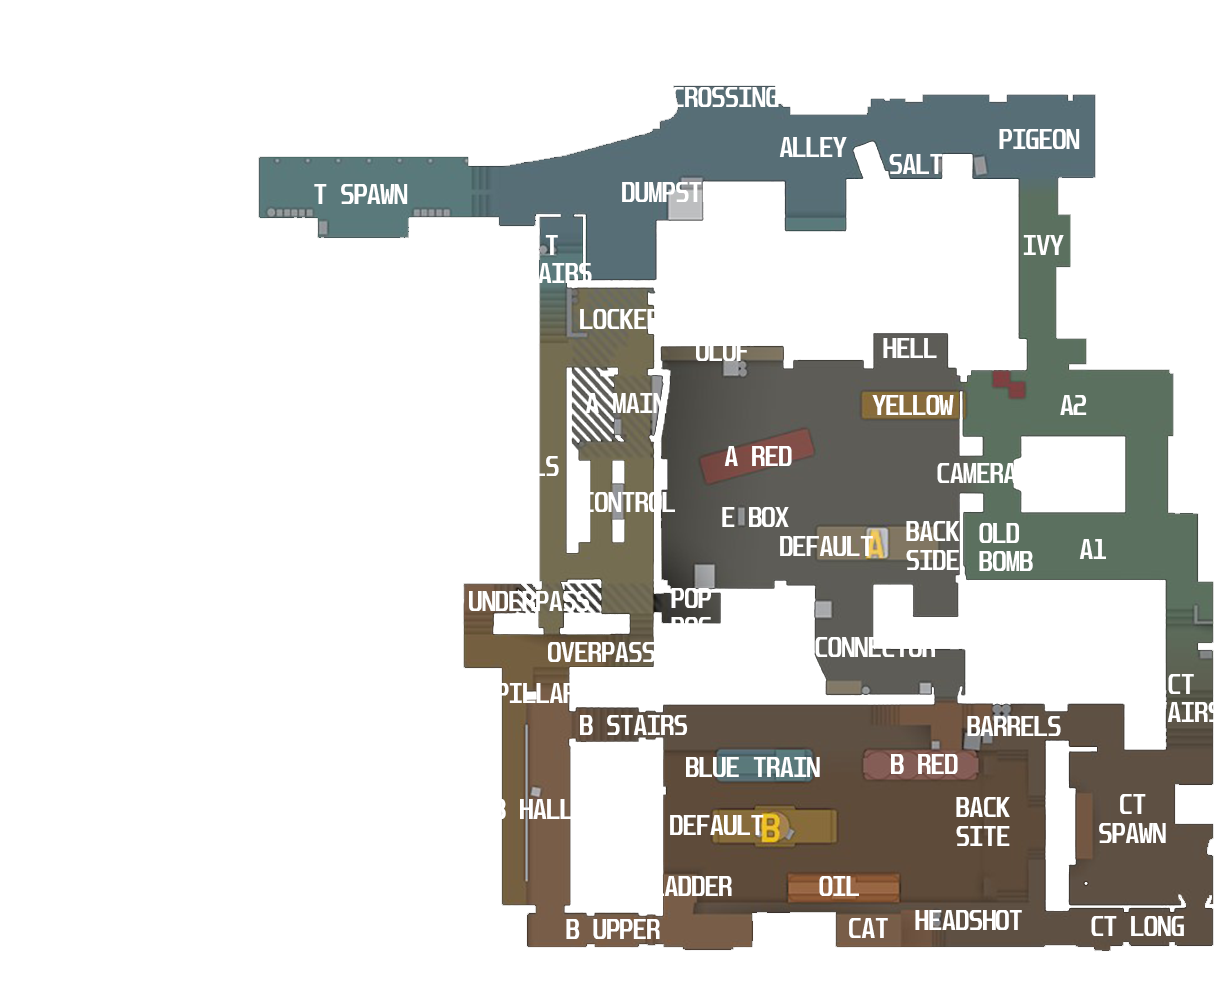 CROSSING
ALLEY
PIGEON
SALT
T SPAWN
DUMPST
T
AIRS
IVY
LOCKE
OLOF
HELL
A MAIN
YELLOW
A2
A RED
LS
CAMERA
CONTROL
E BOX
DEFAULT
A
BACK
SIDE
OLD
BOMB
A1
UNDERPASS
POP
CONNECTOR
OVERPASS
CT
AIRS
PILLAR
B STAIRS
BARRELS
BLUE TRAIN
B RED
B HALL
DEFAULT
B
BACK
SITE
CT
SPAWN
ADDER
OIL
B UPPER
CAT
HEADSHOT
CT LONG